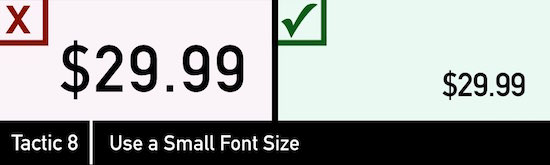 X
$29.99
$29.99
Tactic 8
Use a Small Font Size